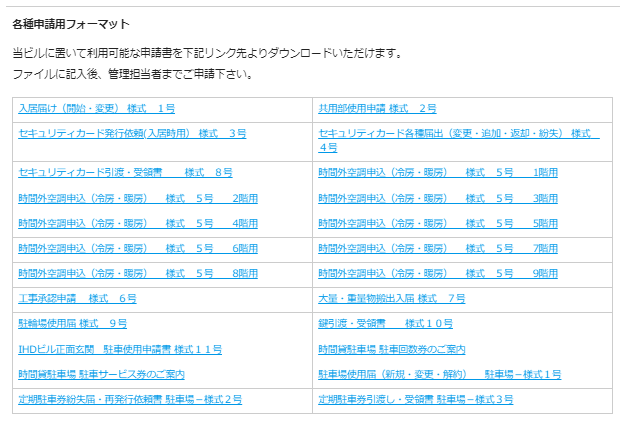 各種申請用フォーマット
当ビルに置いて利用可能な申請書を下記リンク先よりダウンロードいただけます。
ファイルに記入後、管理担当者までご申請下さい。
入居届け（開始・変更） 様式　１号
共用部使用申請 様式　２号
セキュリティカード発行依頼(入居時用)　様式　３号
セキュリティカード各種届出（変更・追加・返却・紛失） 様式　
４号
セキュリティカード引渡・受領書　　 様式　８号
時間外空調申込（冷房・暖房）　　様式　５号　　1階用
時間外空調申込（冷房・暖房）　　様式　５号　　2階用
時間外空調申込（冷房・暖房）　　様式　５号　　3階用
時間外空調申込（冷房・暖房）　　様式　５号　　4階用
時間外空調申込（冷房・暖房）　　様式　５号　　5階用
時間外空調申込（冷房・暖房）　　様式　５号　　6階用
時間外空調申込（冷房・暖房）　　様式　５号　　7階用
時間外空調申込（冷房・暖房）　　様式　５号　　8階用
時間外空調申込（冷房・暖房）　　様式　５号　　9階用
工事承認申請　 様式　６号
大量・重量物搬出入届 様式　７号
駐輪場使用届 様式　９号
鍵引渡・受領書　　様式１０号
IHDビル正面玄関　駐車使用申請書 様式１１号
時間貸駐車場 駐車回数券のご案内
時間貸駐車場 駐車サービス券のご案内
駐車場使用届（新規・変更・解約）　 駐車場－様式１号
定期駐車券紛失届・再発行依頼書 駐車場－様式２号
定期駐車券引渡し・受領書 駐車場－様式３号